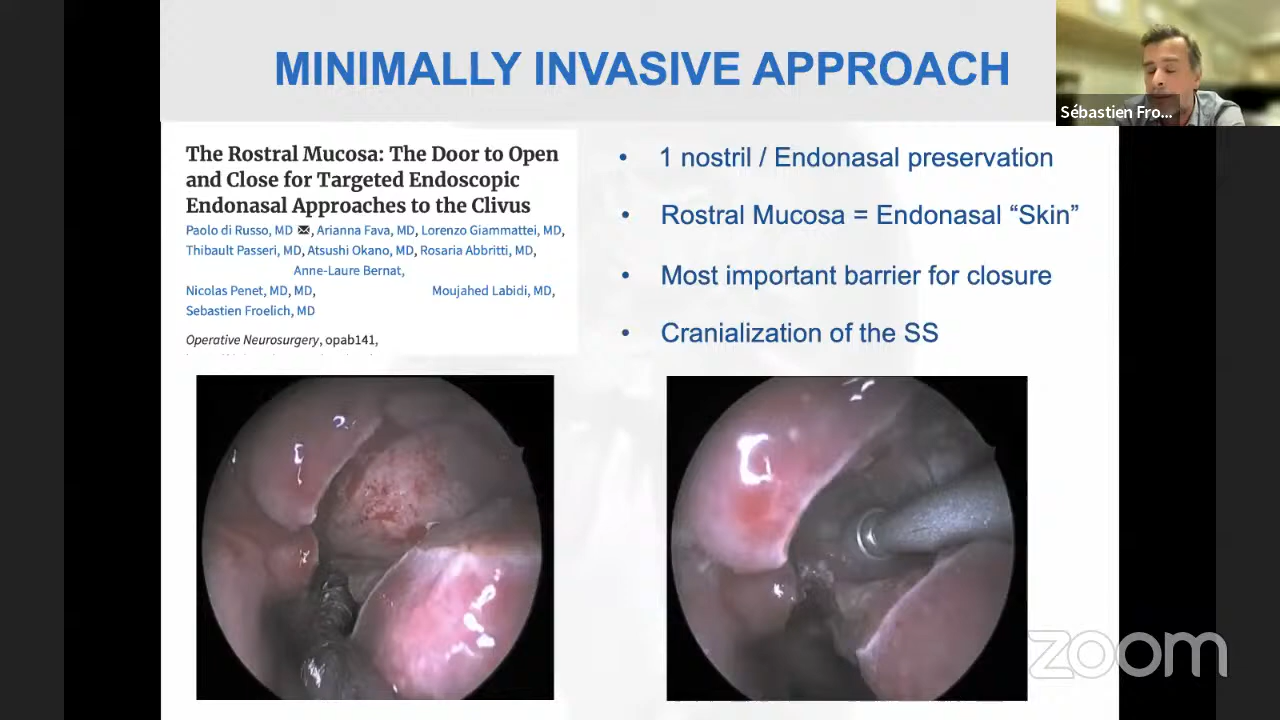 MINIMALLY INVASIVE APPROACH
Sébastien Fro...
The Rostral Mucosa: The Door to Open
and Close for Targeted Endoscopic
Endonasal Approaches to the Clivus
Paolo di Russo, MD ✉, Arianna Fava, MD, Lorenzo Giammattei, MD,
Thibault Passeri, MD, Atsushi Okano, MD, Rosaria Abbritti, MD,
Anne-Laure Bernat,
Nicolas Penet, MD, MD, Moujahed Labidi, MD,
Sebastien Froelich, MD
Operative Neurosurgery, opab141,
• 1 nostril / Endonasal preservation
• Rostral Mucosa = Endonasal “Skin”
• Most important barrier for closure
• Cranialization of the SS
zoom